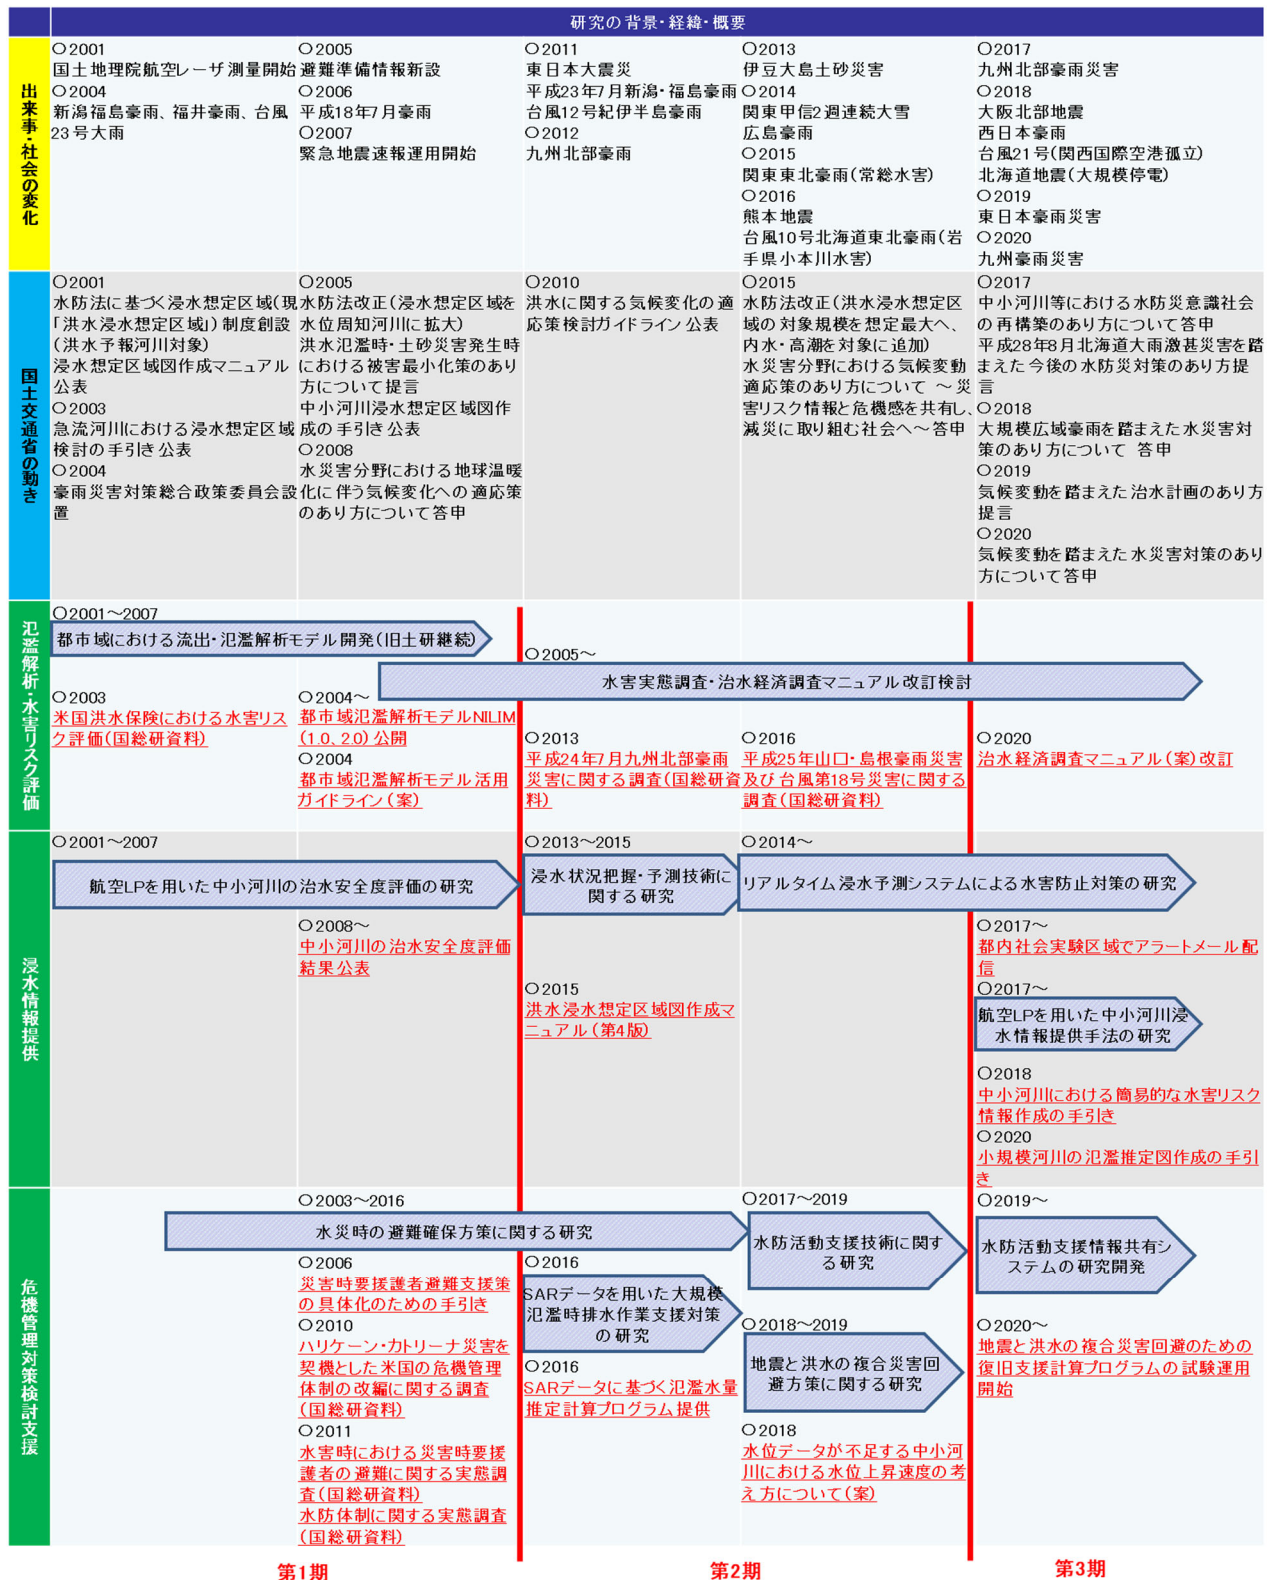 研究の背景・経緯・概要
出来事・社会の変化
○2001
国土地理院航空レーザ測量開始
○2004
新潟福島豪雨、福井豪雨、台風
23号大雨
○2005
避難準備情報新設
○2006
平成18年7月豪雨
○2007
緊急地震速報運用開始
○2011
東日本大震災
平成23年7月新潟・福島豪雨
台風12号紀伊半島豪雨
○2012
九州北部豪雨
○2013
伊豆大島土砂災害
○2014
関東甲信2週連続大雪
広島豪雨
○2015
関東東北豪雨(常総水害)
○2016
熊本地震
台風10号北海道東北豪雨(岩
手県小本川水害)
○2017
九州北部豪雨災害
○2018
大阪北部地震
西日本豪雨
台風21号(関西国際空港孤立)
北海道地震(大規模停電)
○2019
東日本豪雨災害
○2020
九州豪雨災害
国土交通省の動き
○2001
水防法に基づく浸水想定区域(現
「洪水浸水想定区域」)制度創設
(洪水予報河川対象)
浸水想定区域図作成マニュアル
公表
○2003
急流河川における浸水想定区域
検討の手引き公表
○2004
豪雨災害対策総合政策委員会設
置
○2005
水防法改正(浸水想定区域を
水位周知河川に拡大)
洪水氾濫時・土砂災害発生時
における被害最小化策のあり
方について提言
中小河川浸水想定区域図作
成の手引き公表
○2008
水災害分野における地球温暖
化に伴う気候変化への適応策
のあり方について答申
○2010
洪水に関する気候変化の適
応策検討ガイドライン公表
○2015
水防法改正(洪水浸水想定区
域の対象規模を想定最大へ、
内水・高潮を対象に追加)
水災害分野における気候変動
適応策のあり方について ～災
害リスク情報と危機感を共有し、
減災に取り組む社会へ～答申
○2017
中小河川等における水防災意識社会
の再構築のあり方について答申
平成28年8月北海道大雨激甚災害を踏
まえた今後の水防災対策のあり方提
言
○2018
大規模広域豪雨を踏まえた水災害対
策のあり方について 答申
○2019
気候変動を踏まえた治水計画のあり方
提言
○2020
気候変動を踏まえた水災害対策のあり
方について答申
氾濫解析・水害リスク評価
○2001～2007
都市域における流出・氾濫解析モデル開発(旧土研継続)
○2005～
水害実態調査・治水経済調査マニュアル改訂検討
○2003
米国洪水保険における水害リス
ク評価(国総研資料)
○2004～
都市域氾濫解析モデルNILIM
(1.0、2.0)公開
○2004
都市域氾濫解析モデル活用
ガイドライン(案)
○2013
平成24年7月九州北部豪雨
災害に関する調査(国総研資
料)
○2016
平成25年山口・島根豪雨災害
及び台風第18号災害に関する
調査(国総研資料)
○2020
治水経済調査マニュアル(案)改訂
浸水情報提供
○2001～2007
航空LPを用いた中小河川の治水安全度評価の研究
○2008～
中小河川の治水安全度評価
結果公表
○2013～2015
浸水状況把握・予測技術に
関する研究
○2015
洪水浸水想定区域図作成マ
ニュアル(第4版)
○2014～
リアルタイム浸水予測システムによる水害防止対策の研究
○2017～
都内社会実験区域でアラートメール配
信
○2017～
航空LPを用いた中小河川浸
水情報提供手法の研究
○2018
中小河川における簡易的な水害リスク
情報作成の手引き
○2020
小規模河川の氾濫推定図作成の手引
き
危機管理対策検討支援
○2003～2016
水災時の避難確保方策に関する研究
○2006
災害時要援護者避難支援策
の具体化のための手引き
○2010
ハリケーン・カトリーナ災害を
契機とした米国の危機管理
体制の改編に関する調査
(国総研資料)
○2011
水害時における災害時要援
護者の避難に関する実態調
査(国総研資料)
水防体制に関する実態調査
(国総研資料)
○2016
SARデータを用いた大規模
氾濫時排水作業支援対策
の研究
○2016
SARデータに基づく氾濫水量
推定計算プログラム提供
○2017～2019
水防活動支援技術に関す
る研究
○2018～2019
地震と洪水の複合災害回
避方策に関する研究
○2018
水位データが不足する中小河
川における水位上昇速度の考
え方について(案)
○2019～
水防活動支援情報共有シ
ステムの研究開発
○2020～
地震と洪水の複合災害回避のための
復旧支援計算プログラムの試験運用
開始
第1期
第2期
第3期